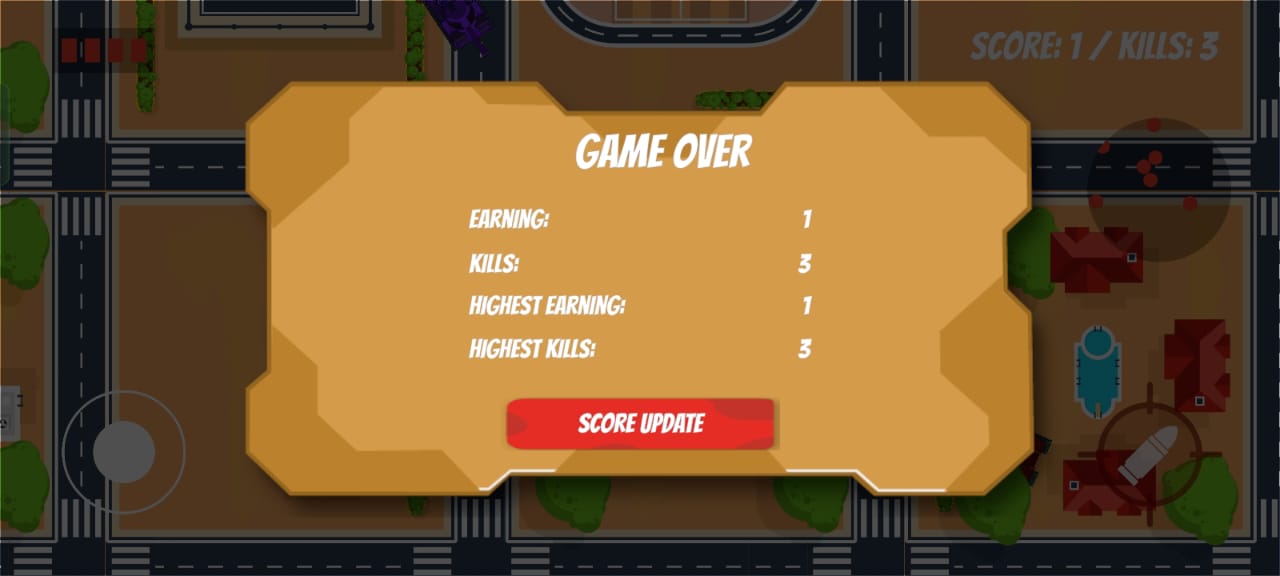 SCORE: 1 / KILLS: 3
GAME OVER
EARNING: 1
KILLS: 3
HIGHEST EARNING: 1
HIGHEST KILLS: 3
SCORE UPDATE